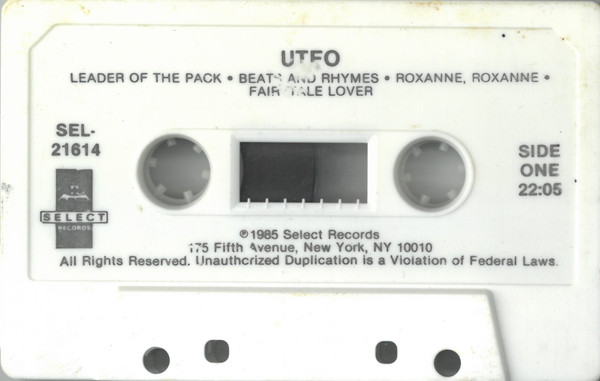 UTFO
LEADER OF THE PACK • BEATS AND RHYMES • ROXANNE, ROXANNE •
FAIR TALE LOVER
SEL-
21614
SIDE
ONE
22:05
SELECT
RECORDS
℗1985 Select Records
175 Fifth Avenue, New York, NY 10010
All Rights Reserved. Unauthorized Duplication is a Violation of Federal Laws.